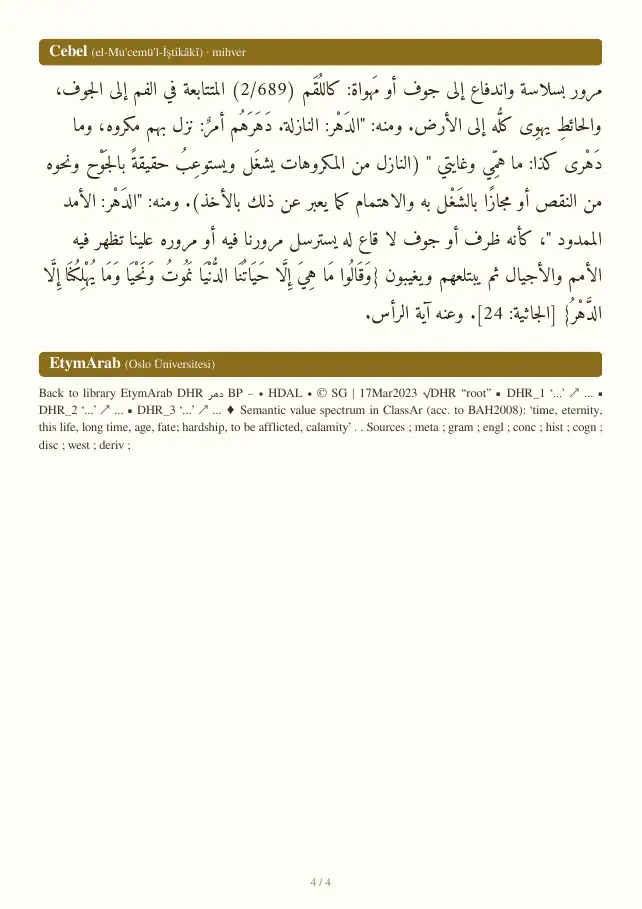 Cebel (el-Mu'cemü'l-İştikâkî) · mihver
مرور بسلاسة واندفاع إلى جوف أو مَهواة: كاللُقَم (2/689) المتتابعة في الفم إلى الجوف،
والحائطِ يهوِى كلُّه إلى الأرض. ومنه: "الدَهْر: النازلة. دَهَرَهُم أمرٌ: نزل بهم مكروه، وما
دَهْرى كذا: ما همِّي وغايتي " (النازل من المكروهات يشغَل ويستوعِبُ حقيقةً بالجَوْح ونحوه
من النقص أو مجازًا بالشَغْل به والاهتمام كما يعبر عن ذلك بالأخذ). ومنه: "الدَهْر: الأمد
الممدود "، كأنه ظرف أو جوف لا قاع له يسترسل مرورنا فيه أو مروره علينا تظهر فيه
الأمم والأجيال ثم يبتلعهم ويغيبون {وَقَالُوا مَا هِيَ إِلَّا حَيَاتُنَا الدُّنْيَا نَمُوتُ وَنَحْيَا وَمَا يُهْلِكُنَا إِلَّا
الدَّهْرُ} [الجاثية: 24]. وعنه آية الرأس.
EtymArab (Oslo Üniversitesi)
Back to library EtymArab DHR دهر BP – • HDAL • © SG | 17Mar2023 √DHR “root” ▪ DHR_1 ‘...’ ↗ ... ▪
DHR_2 ‘...’ ↗ ... ▪ DHR_3 ‘...’ ↗ ... ♦ Semantic value spectrum in ClassAr (acc. to BAH2008): ‘time, eternity,
this life, long time, age, fate; hardship, to be afflicted, calamity’ . . Sources ; meta ; gram ; engl ; conc ; hist ; cogn ;
disc ; west ; deriv ;
4 / 4